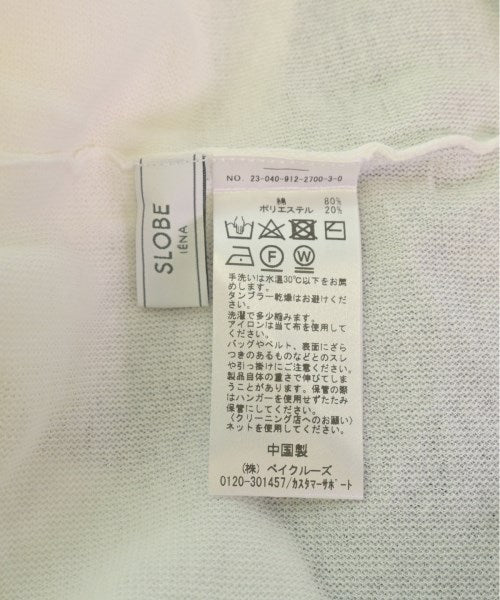 SLOBE
IÉNA
NO. 23-040-912-2700-3-0
綿 80%
ポリエステル 20%
手洗いは水温30℃以下をお薦
めします。
タンブラー乾燥はお避けくださ
い。
洗濯で多少縮みます。
アイロンは当て布を使用して
ください。
バッグやベルト、表面にざら
つきのあるものなどとのスレ
や引っ掛けにご注意ください。
製品自体の重さで伸びてしま
うことがあります。保管の際
はハンガーを使用せずたたみ
保管にしてください。
〈クリーニング店へのお願い〉
ネットを使用してください。
中国製
(株) ベイクルーズ
0120-301457/カスタマーサポート